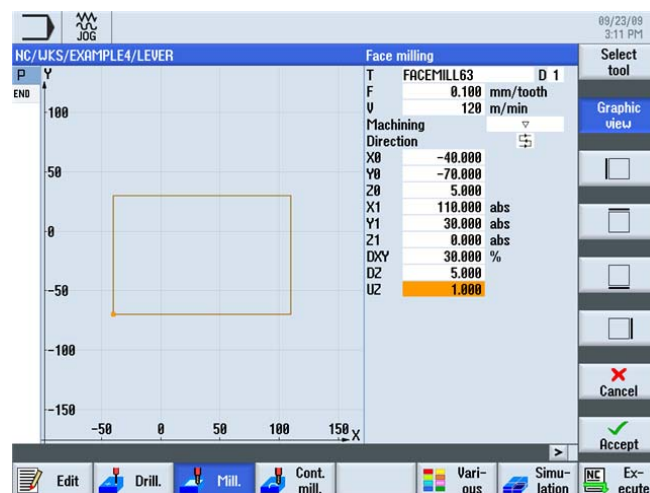 JOG
09/23/09
3:11 PM
NC/WKS/EXAMPLE4/LEVER
Face milling
Select
tool
P
END
Y
100
50
0
-50
-100
-150
-50 0 50 100 150 X
T FACEMILL63 D 1
F 0.100 mm/tooth
V 120 m/min
Machining ▽
Direction
X0 -40.000
Y0 -70.000
Z0 5.000
X1 110.000 abs
Y1 30.000 abs
Z1 0.000 abs
DXY 30.000 %
DZ 5.000
UZ 1.000
Graphic
view
Cancel
Accept
>
Edit
Drill.
Mill.
Cont.
mill.
Vari-
ous
Simu-
lation
NC Ex-
ecute